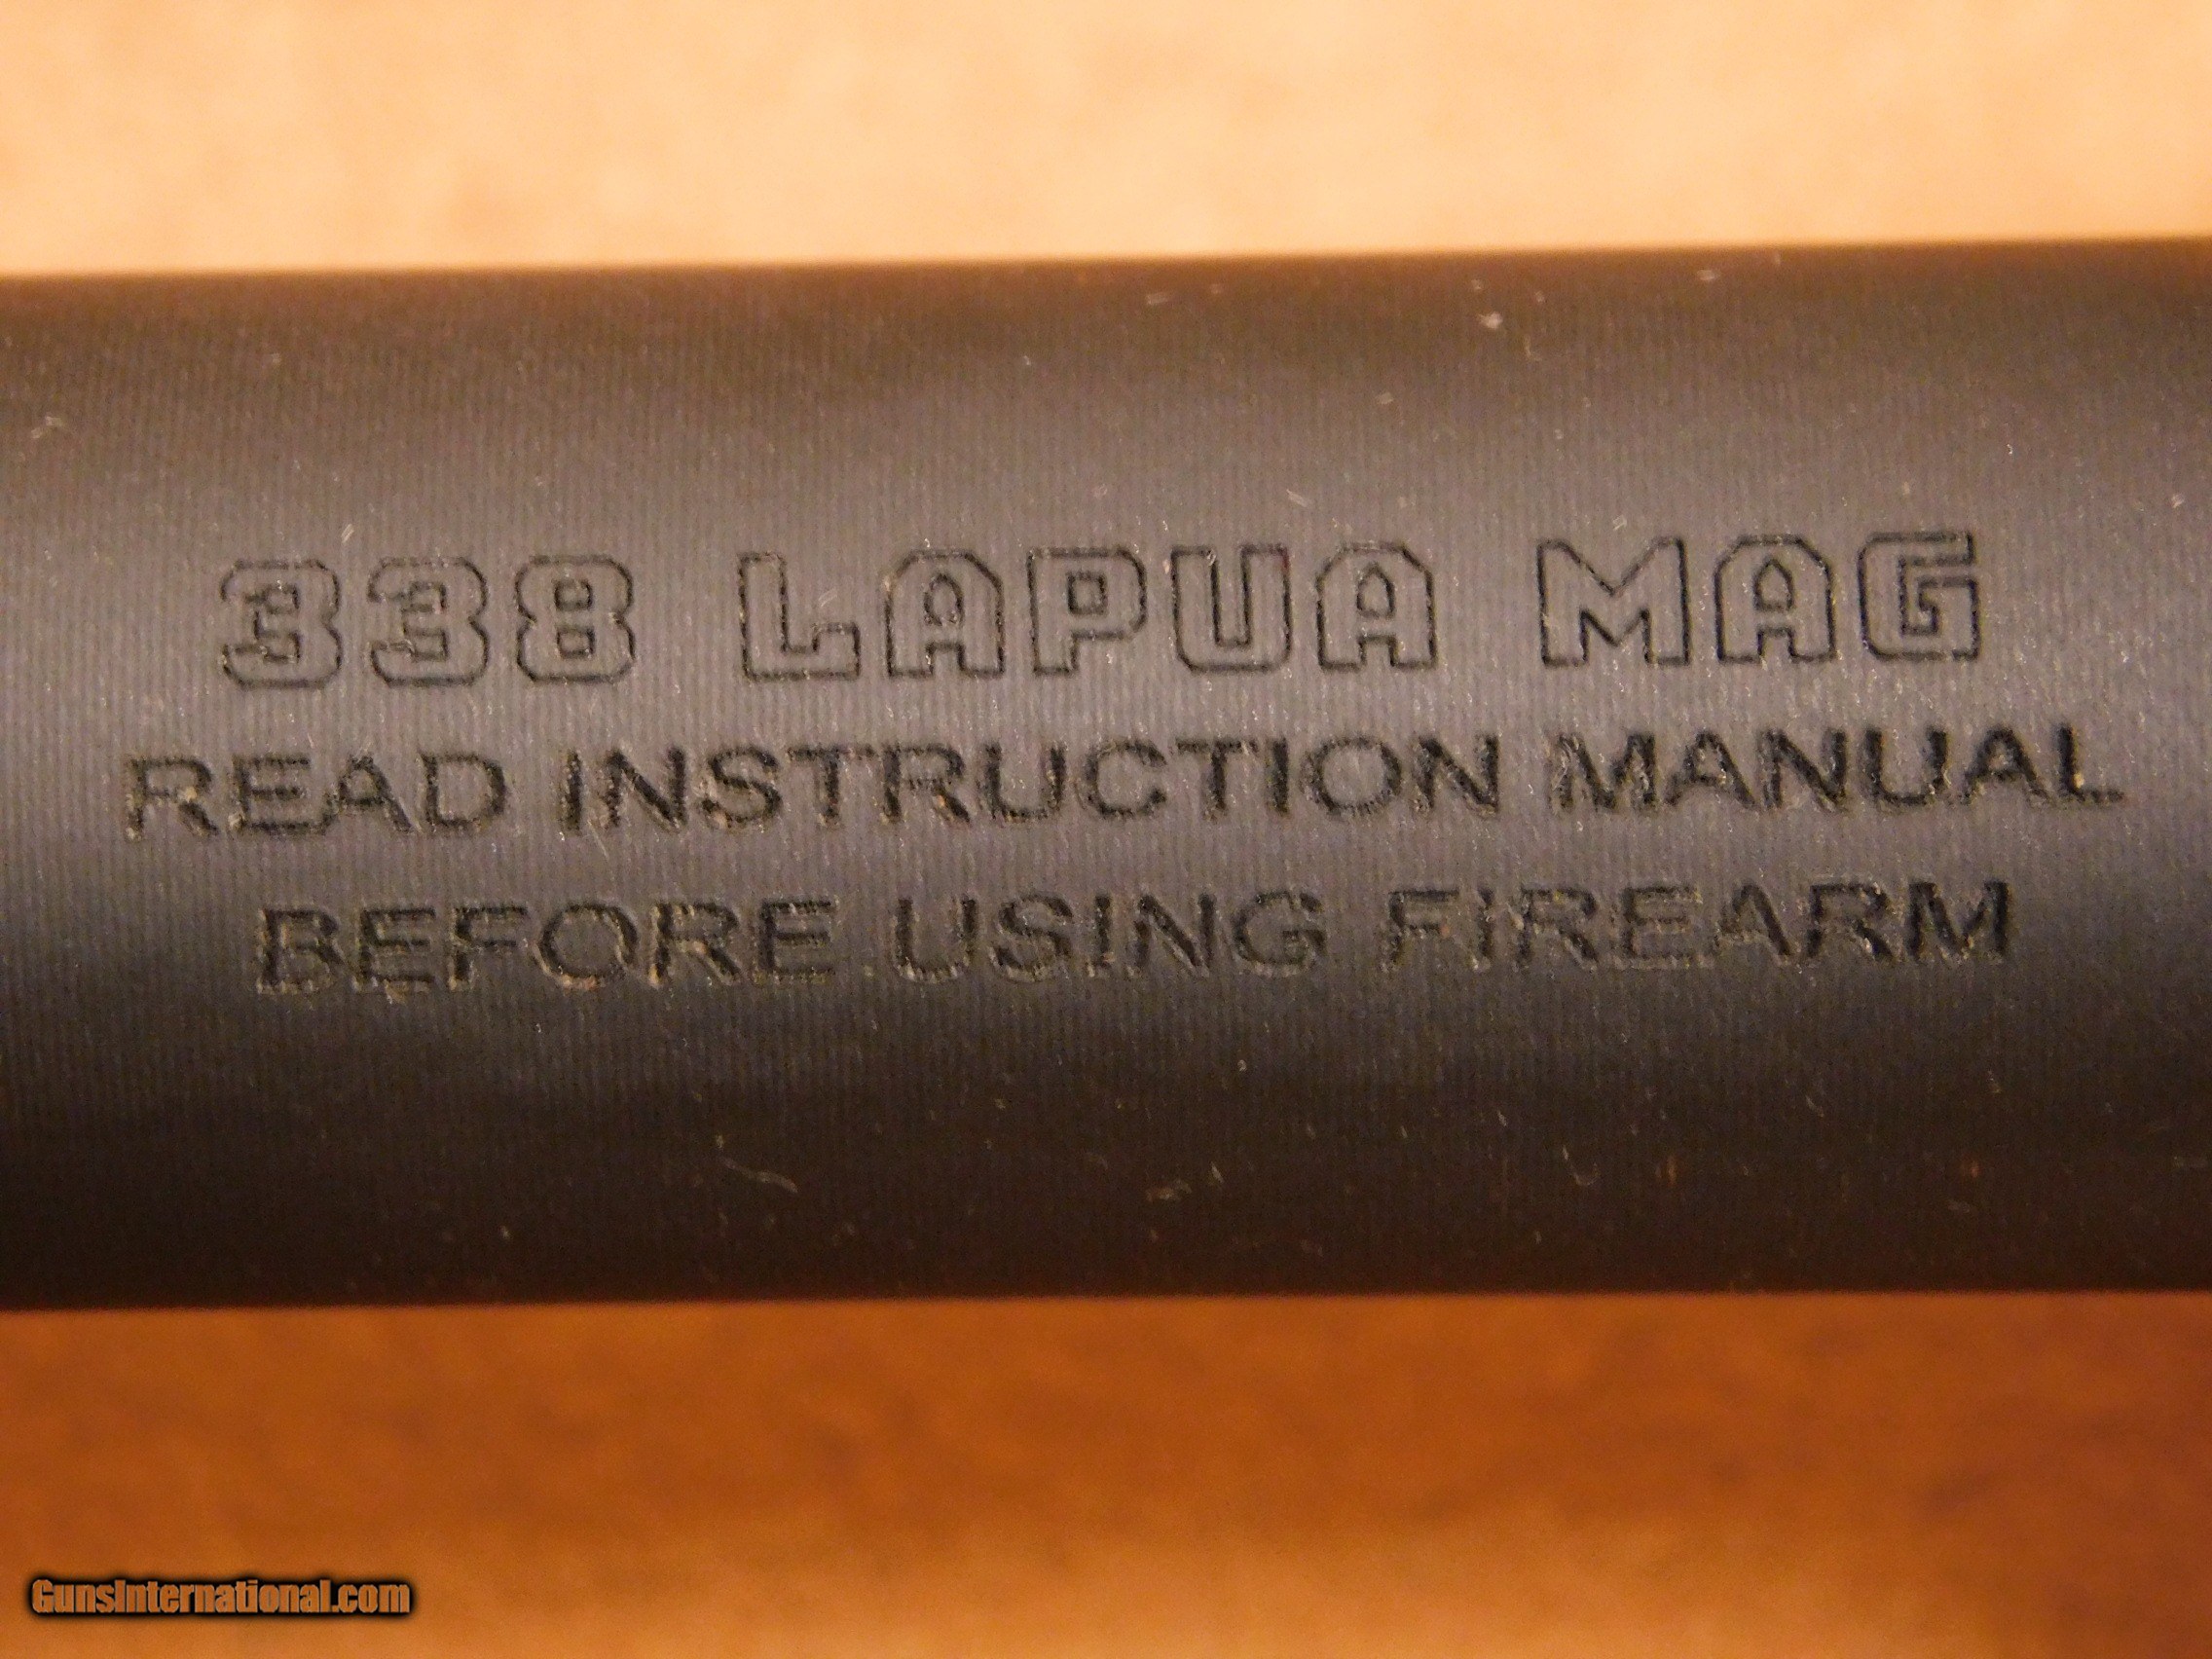 338 LAPUA MAG
READ INSTRUCTION MANUAL
BEFORE USING FIREARM
GunsInternational.com